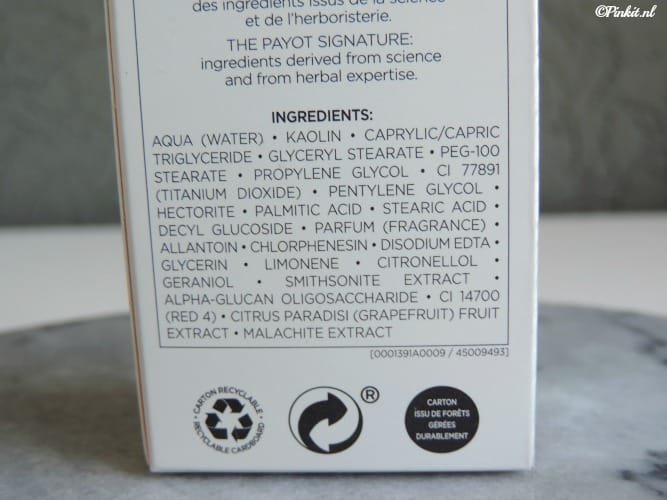 ©Pinkit.nl
des ingrédients issus de la science
et de l'herboristerie.
THE PAYOT SIGNATURE:
ingredients derived from science
and from herbal expertise.
INGREDIENTS:
AQUA (WATER) • KAOLIN • CAPRYLIC/CAPRIC
TRIGLYCERIDE • GLYCERYL STEARATE • PEG-100
STEARATE • PROPYLENE GLYCOL • CI 77891
(TITANIUM DIOXIDE) • PENTYLENE GLYCOL •
HECTORITE • PALMITIC ACID • STEARIC ACID •
DECYL GLUCOSIDE • PARFUM (FRAGRANCE) •
ALLANTOIN • CHLORPHENESIN • DISODIUM EDTA •
GLYCERIN • LIMONENE • CITRONELLOL •
GERANIOL • SMITHSONITE EXTRACT •
ALPHA-GLUCAN OLIGOSACCHARIDE • CI 14700
(RED 4) • CITRUS PARADISI (GRAPEFRUIT) FRUIT
EXTRACT • MALACHITE EXTRACT
[0001391A0009 / 45009493]
• CARTON RECYCLABLE •
RECYCLABLE CARDBOARD
®
CARTON
ISSU DE FORÊTS
GÉRÉES
DURABLEMENT